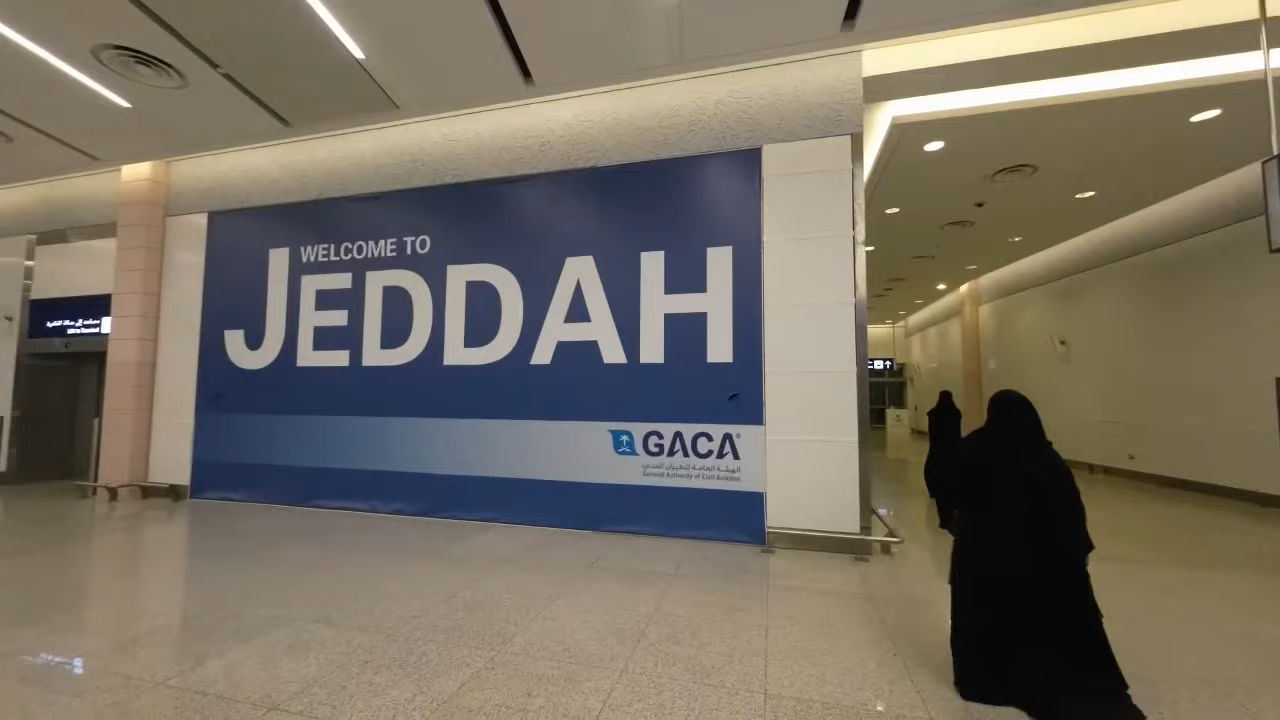 WELCOME TO
JEDDAH
GACA
الهيئة العامة للطيران المدني
General Authority of Civil Aviation